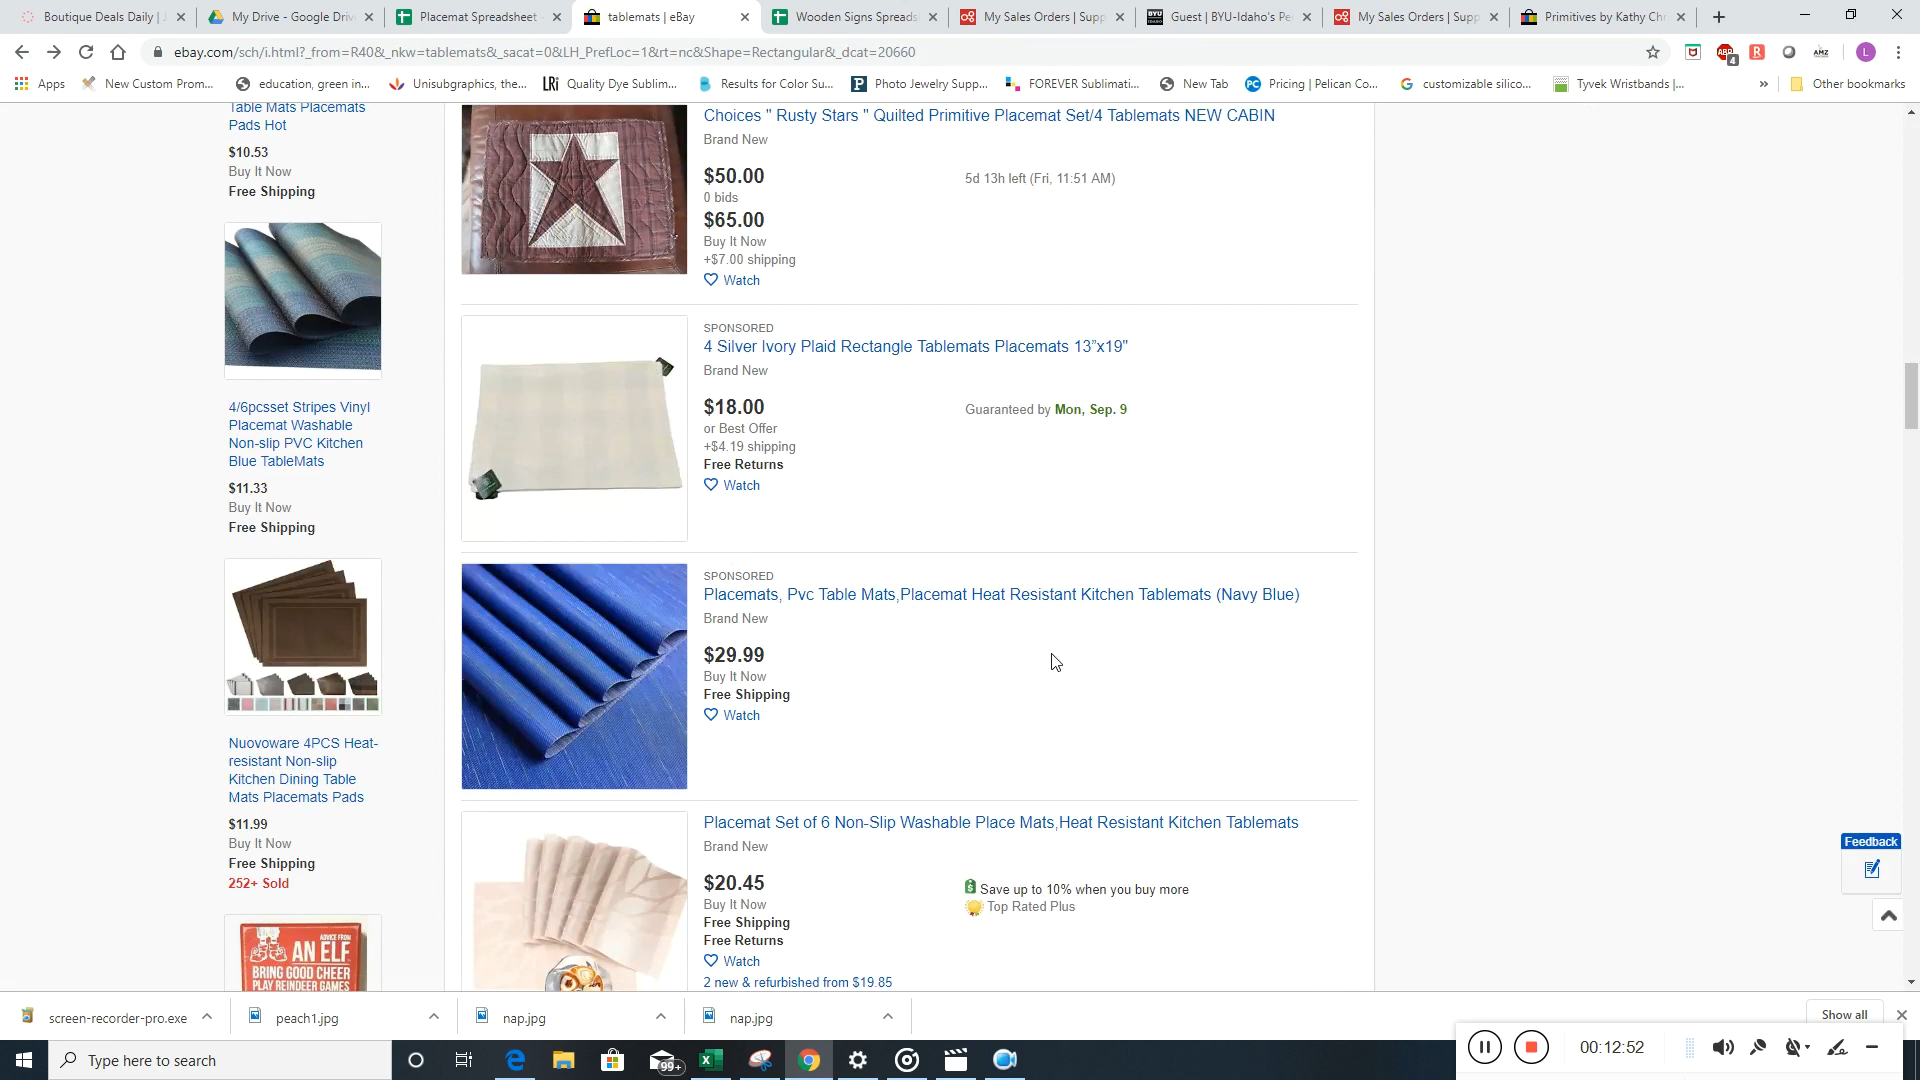 Boutique Deals Daily | J
My Drive - Google Driv
Placemat Spreadsheet -
tablemats | eBay
Wooden Signs Spreads
My Sales Orders | Supp
Guest | BYU-Idaho's Pe
My Sales Orders | Supp
Primitives by Kathy Chr
ebay.com/sch/i.html?_from=R40&_nkw=tablemats&_sacat=0&LH_PrefLoc=1&rt=nc&Shape=Rectangular&_dcat=20660
Apps
New Custom Prom...
education, green in...
Unisubgraphics, the...
Quality Dye Sublim...
Results for Color Su...
Photo Jewelry Supp...
FOREVER Sublimati...
New Tab
Pricing | Pelican Co...
customizable silico...
Tyvek Wristbands |...
»
Other bookmarks
Table Mats Placemats
Pads Hot
$10.53
Buy It Now
Free Shipping
4/6pcsset Stripes Vinyl
Placemat Washable
Non-slip PVC Kitchen
Blue TableMats
$11.33
Buy It Now
Free Shipping
Nuovoware 4PCS Heat-
resistant Non-slip
Kitchen Dining Table
Mats Placemats Pads
$11.99
Buy It Now
Free Shipping
252+ Sold
ADVICE FROM
AN ELF
BRING GOOD CHEER
PLAY REINDEER GAMES
Choices " Rusty Stars " Quilted Primitive Placemat Set/4 Tablemats NEW CABIN
Brand New
$50.00
5d 13h left (Fri, 11:51 AM)
0 bids
$65.00
Buy It Now
+$7.00 shipping
Watch
SPONSORED
4 Silver Ivory Plaid Rectangle Tablemats Placemats 13”x19"
Brand New
$18.00
Guaranteed by Mon, Sep. 9
or Best Offer
+$4.19 shipping
Free Returns
Watch
SPONSORED
Placemats, Pvc Table Mats,Placemat Heat Resistant Kitchen Tablemats (Navy Blue)
Brand New
$29.99
Buy It Now
Free Shipping
Watch
Placemat Set of 6 Non-Slip Washable Place Mats,Heat Resistant Kitchen Tablemats
Brand New
$20.45
Save up to 10% when you buy more
Buy It Now
Top Rated Plus
Free Shipping
Free Returns
Watch
2 new & refurbished from $19.85
Feedback
screen-recorder-pro.exe
peach1.jpg
nap.jpg
nap.jpg
Show all
Type here to search
99+
00:12:52